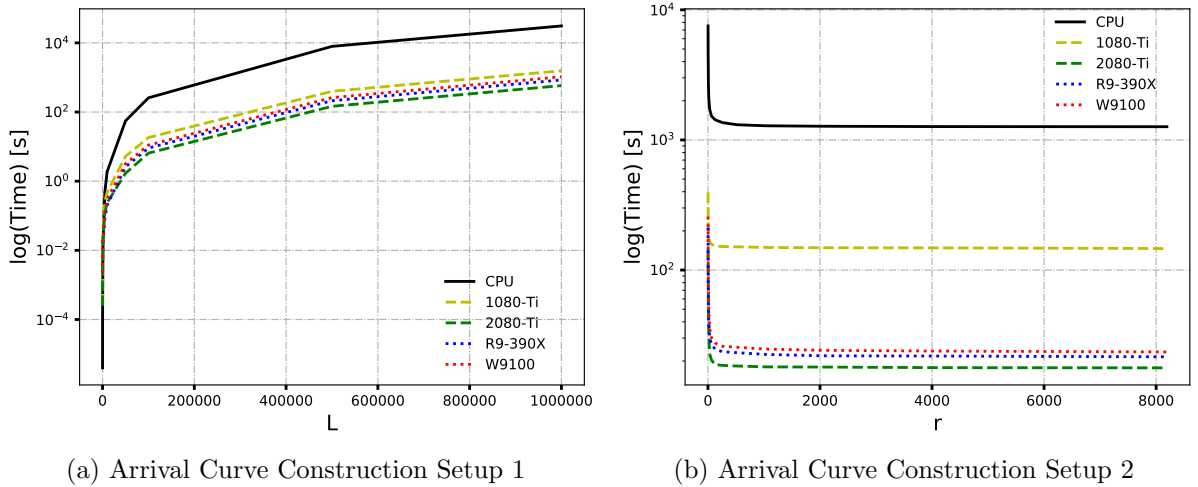 log(Time) [s]
10^4
10^2
10^0
10^−2
10^−4
CPU
1080-Ti
2080-Ti
R9-390X
W9100
0
200000
400000
600000
800000
1000000
L
(a) Arrival Curve Construction Setup 1
log(Time) [s]
10^4
10^3
10^2
CPU
1080-Ti
2080-Ti
R9-390X
W9100
0
2000
4000
6000
8000
r
(b) Arrival Curve Construction Setup 2